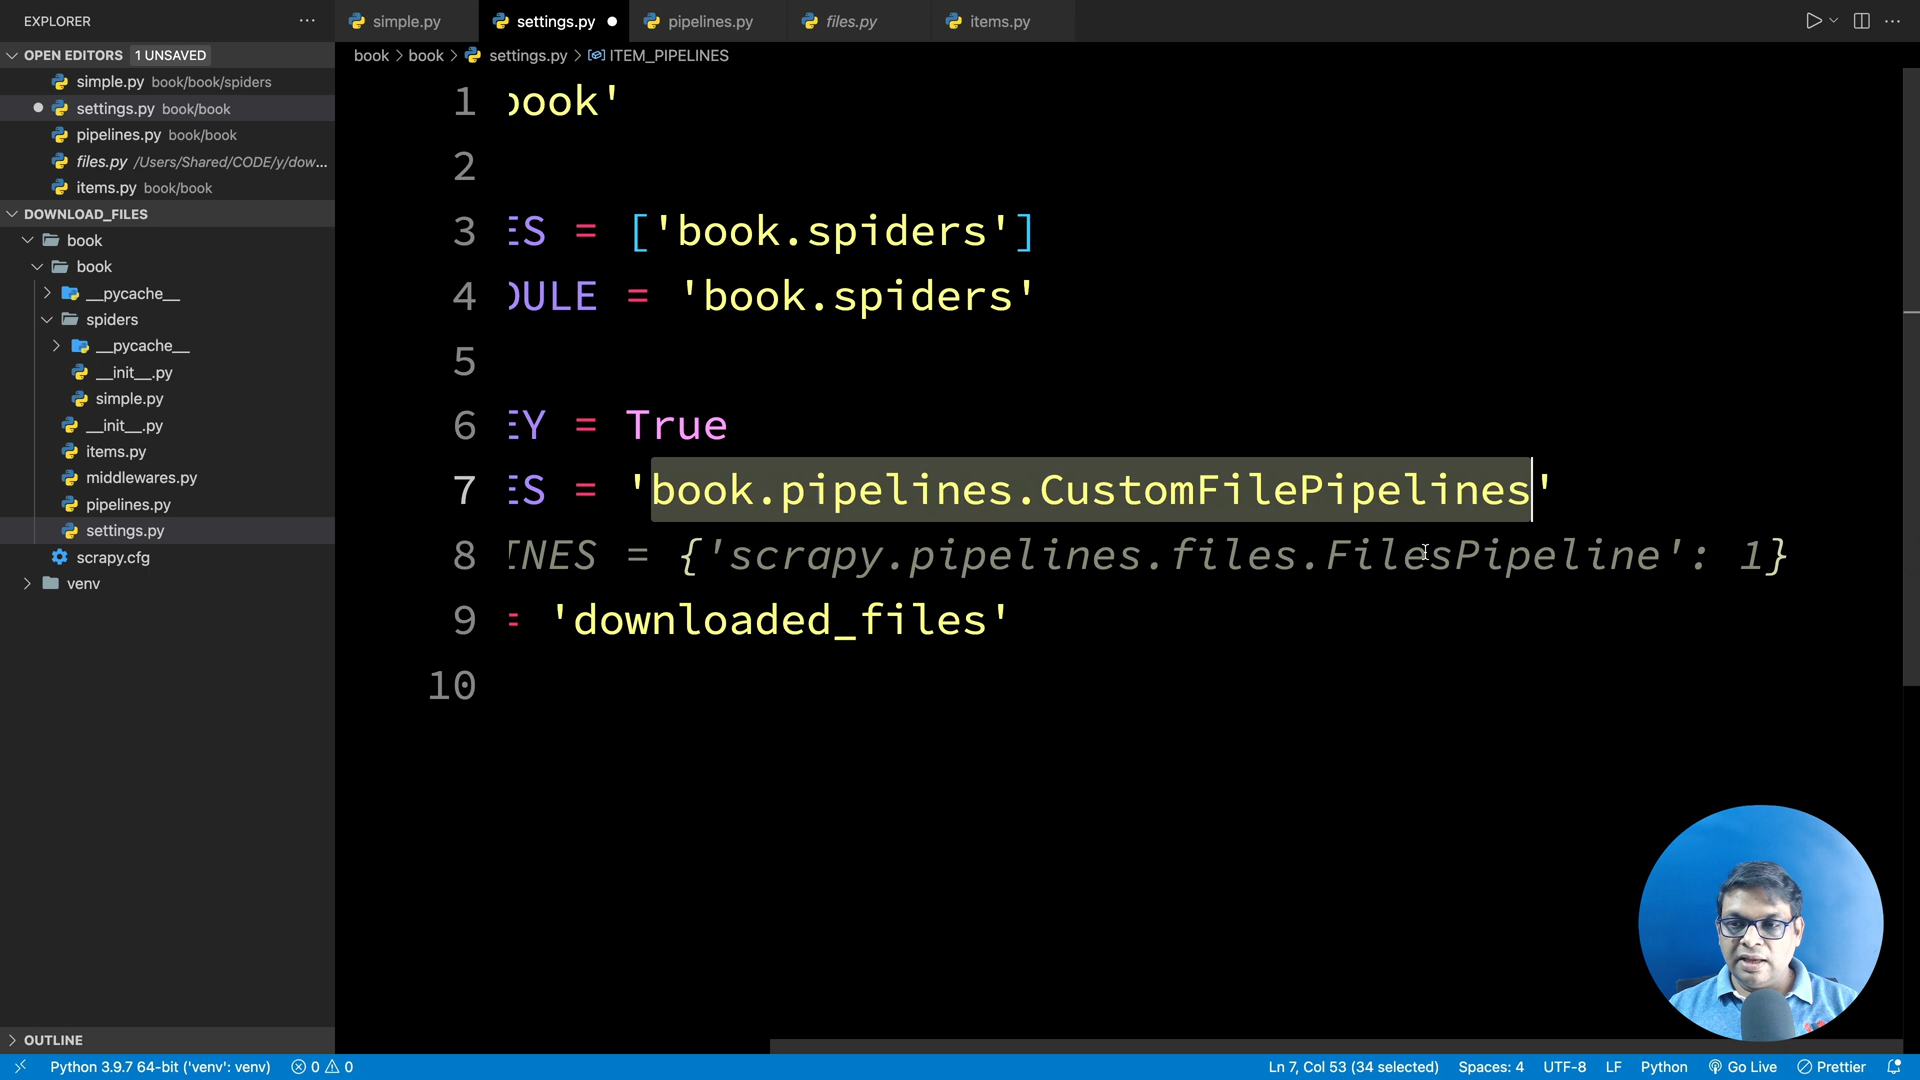 EXPLORER
OPEN EDITORS 1 UNSAVED
simple.py book/book/spiders
settings.py book/book
pipelines.py book/book
files.py /Users/Shared/CODE/y/dow...
items.py book/book
DOWNLOAD_FILES
book
book
__pycache__
spiders
__pycache__
__init__.py
simple.py
__init__.py
items.py
middlewares.py
pipelines.py
settings.py
scrapy.cfg
venv
OUTLINE
simple.py settings.py pipelines.py files.py items.py
book > book > settings.py > ITEM_PIPELINES
1 book'
2
3 ES = ['book.spiders']
4 DULE = 'book.spiders'
5
6 EY = True
7 ES = 'book.pipelines.CustomFilePipelines'
8 INES = {'scrapy.pipelines.files.FilesPipeline': 1}
9 = 'downloaded_files'
10
Python 3.9.7 64-bit ('venv': venv) 0 0 Ln 7, Col 53 (34 selected) Spaces: 4 UTF-8 LF Python Go Live Prettier